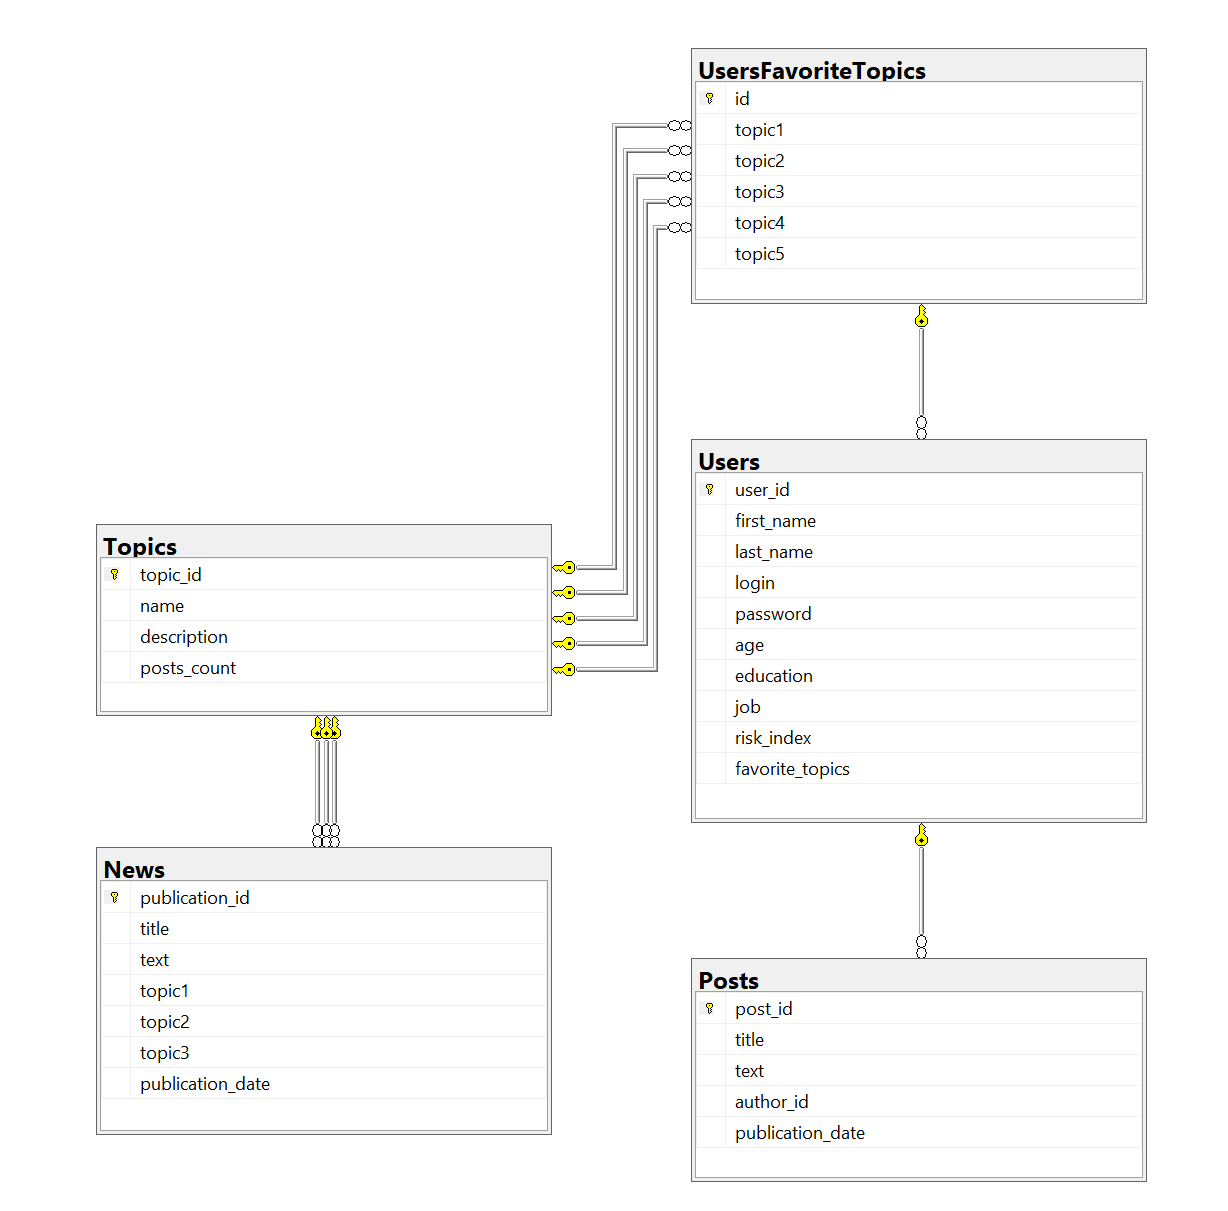 UsersFavoriteTopics
id
topic1
topic2
topic3
topic4
topic5
Users
user_id
first_name
last_name
login
password
age
education
job
risk_index
favorite_topics
Topics
topic_id
name
description
posts_count
News
publication_id
title
text
topic1
topic2
topic3
publication_date
Posts
post_id
title
text
author_id
publication_date